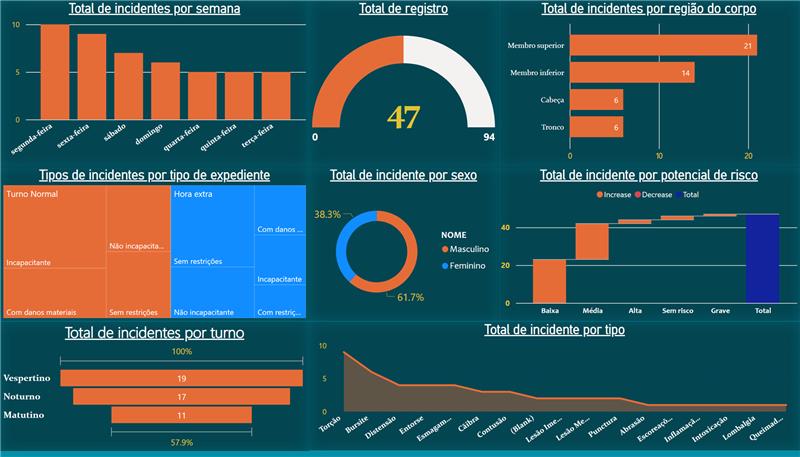 Total de incidentes por semana
10
5
0
segunda-feira
sexta-feira
sábado
domingo
quarta-feira
quinta-feira
terça-feira
Total de registro
47
0
94
Total de incidentes por região do corpo
Membro superior
21
Membro inferior
14
Cabeça
6
Tronco
6
0
10
20
Tipos de incidentes por tipo de expediente
Turno Normal
Incapacitante
Com danos materiais
Não incapacita...
Sem restrições
Hora extra
Sem restrições
Não incapacitante
Com danos ...
Incapacitante
Com restriç...
Total de incidente por sexo
38.3%
61.7%
NOME
Masculino
Feminino
Total de incidente por potencial de risco
Increase
Decrease
Total
40
20
0
Baixa
Média
Alta
Sem risco
Grave
Total
Total de incidentes por turno
100%
Vespertino
19
Noturno
17
Matutino
11
57.9%
Total de incidente por tipo
10
5
0
Torção
Bursite
Distensão
Entorse
Esmagam...
Cãibra
Contusão
(Blank)
Lesão Ime...
Lesão Me...
Punctura
Abrasão
Escoreaçõ...
Inflamaça...
Intoxicação
Lombalgia
Queimad...